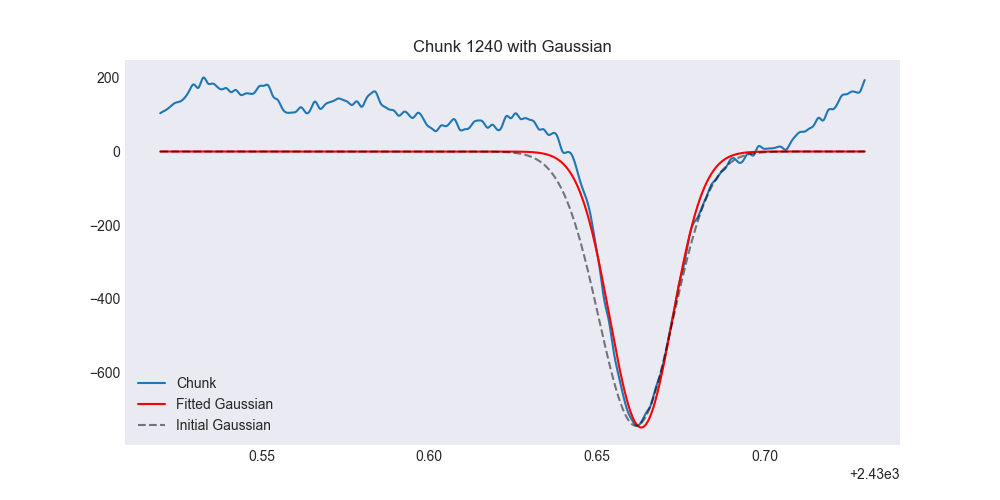 Chunk 1240 with Gaussian
200
0
−200
−400
−600
Chunk
Fitted Gaussian
Initial Gaussian
0.55
0.60
0.65
0.70
+2.43e3